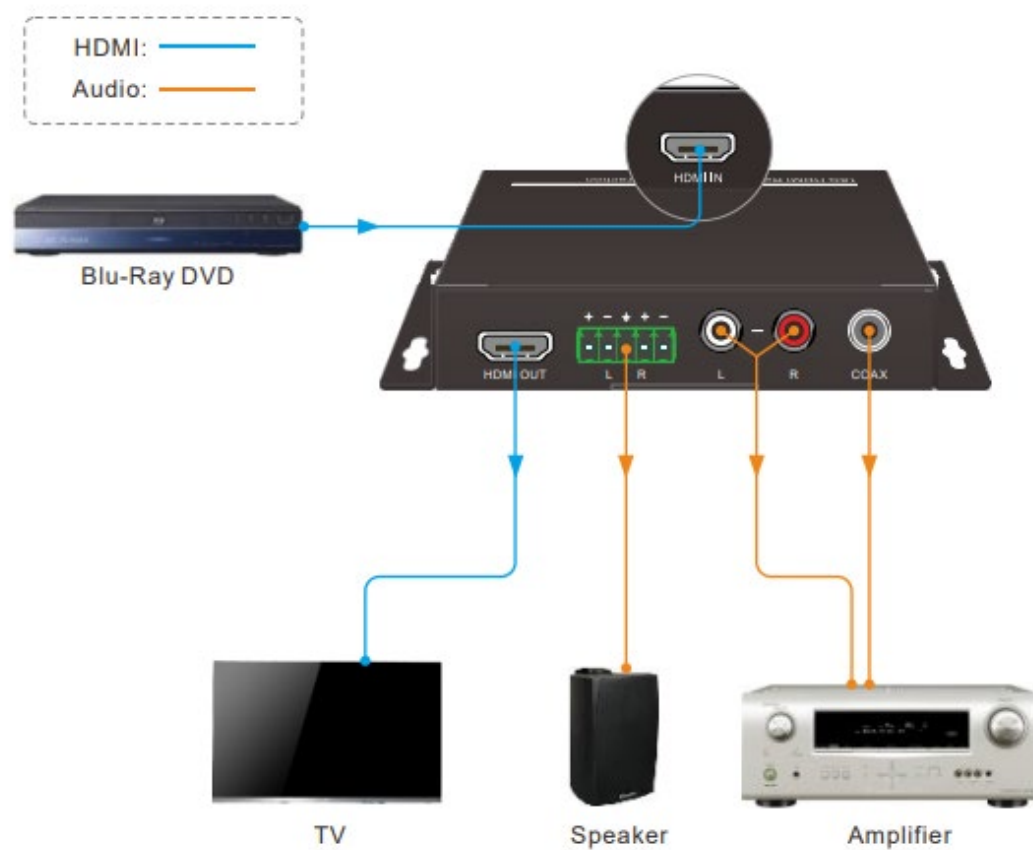 HDMI:
Audio:
HDMI IN
Blu-Ray DVD
+ - ⏚ + -
HDMI OUT
L R
L - R
COAX
TV
Speaker
Amplifier